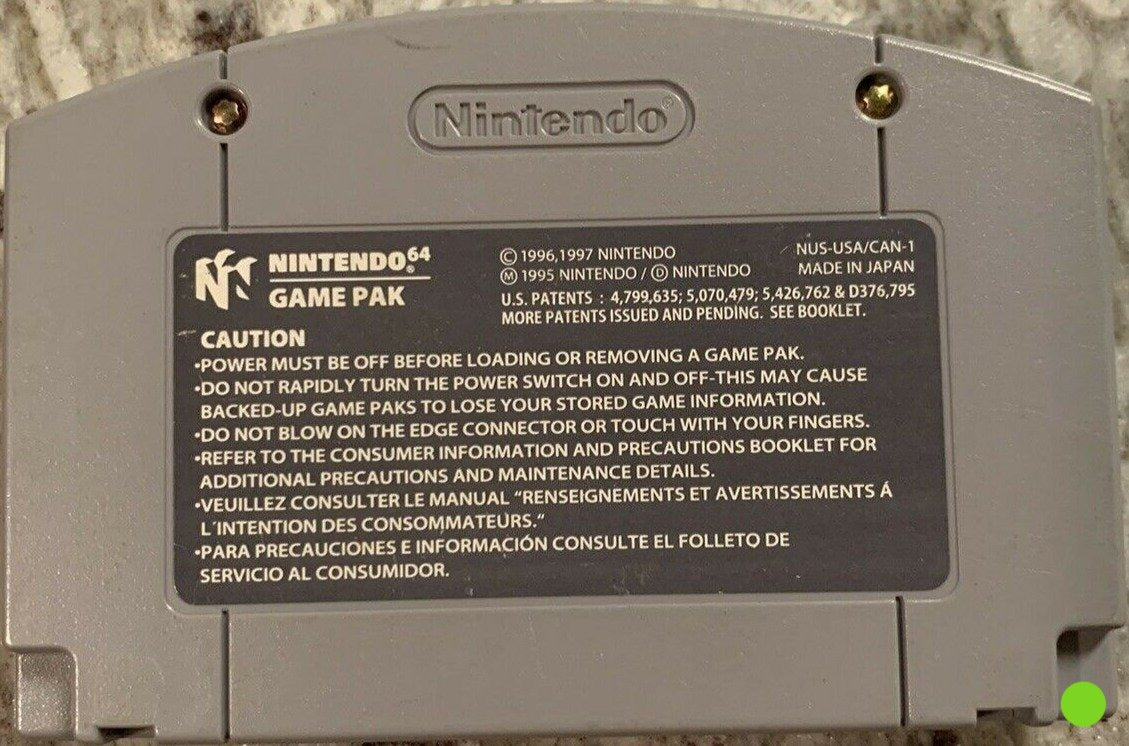 Nintendo®
NINTENDO®64
GAME PAK
©1996,1997 NINTENDO
Ⓜ1995 NINTENDO / Ⓓ NINTENDO
NUS-USA/CAN-1
MADE IN JAPAN
U.S. PATENTS : 4,799,635; 5,070,479; 5,426,762 & D376,795
MORE PATENTS ISSUED AND PENDING. SEE BOOKLET.
CAUTION
•POWER MUST BE OFF BEFORE LOADING OR REMOVING A GAME PAK.
•DO NOT RAPIDLY TURN THE POWER SWITCH ON AND OFF-THIS MAY CAUSE
BACKED-UP GAME PAKS TO LOSE YOUR STORED GAME INFORMATION.
•DO NOT BLOW ON THE EDGE CONNECTOR OR TOUCH WITH YOUR FINGERS.
•REFER TO THE CONSUMER INFORMATION AND PRECAUTIONS BOOKLET FOR
ADDITIONAL PRECAUTIONS AND MAINTENANCE DETAILS.
•VEUILLEZ CONSULTER LE MANUAL “RENSEIGNEMENTS ET AVERTISSEMENTS Á
L'INTENTION DES CONSOMMATEURS.“
•PARA PRECAUCIONES E INFORMACIÓN CONSULTE EL FOLLETO DE
SERVICIO AL CONSUMIDOR.